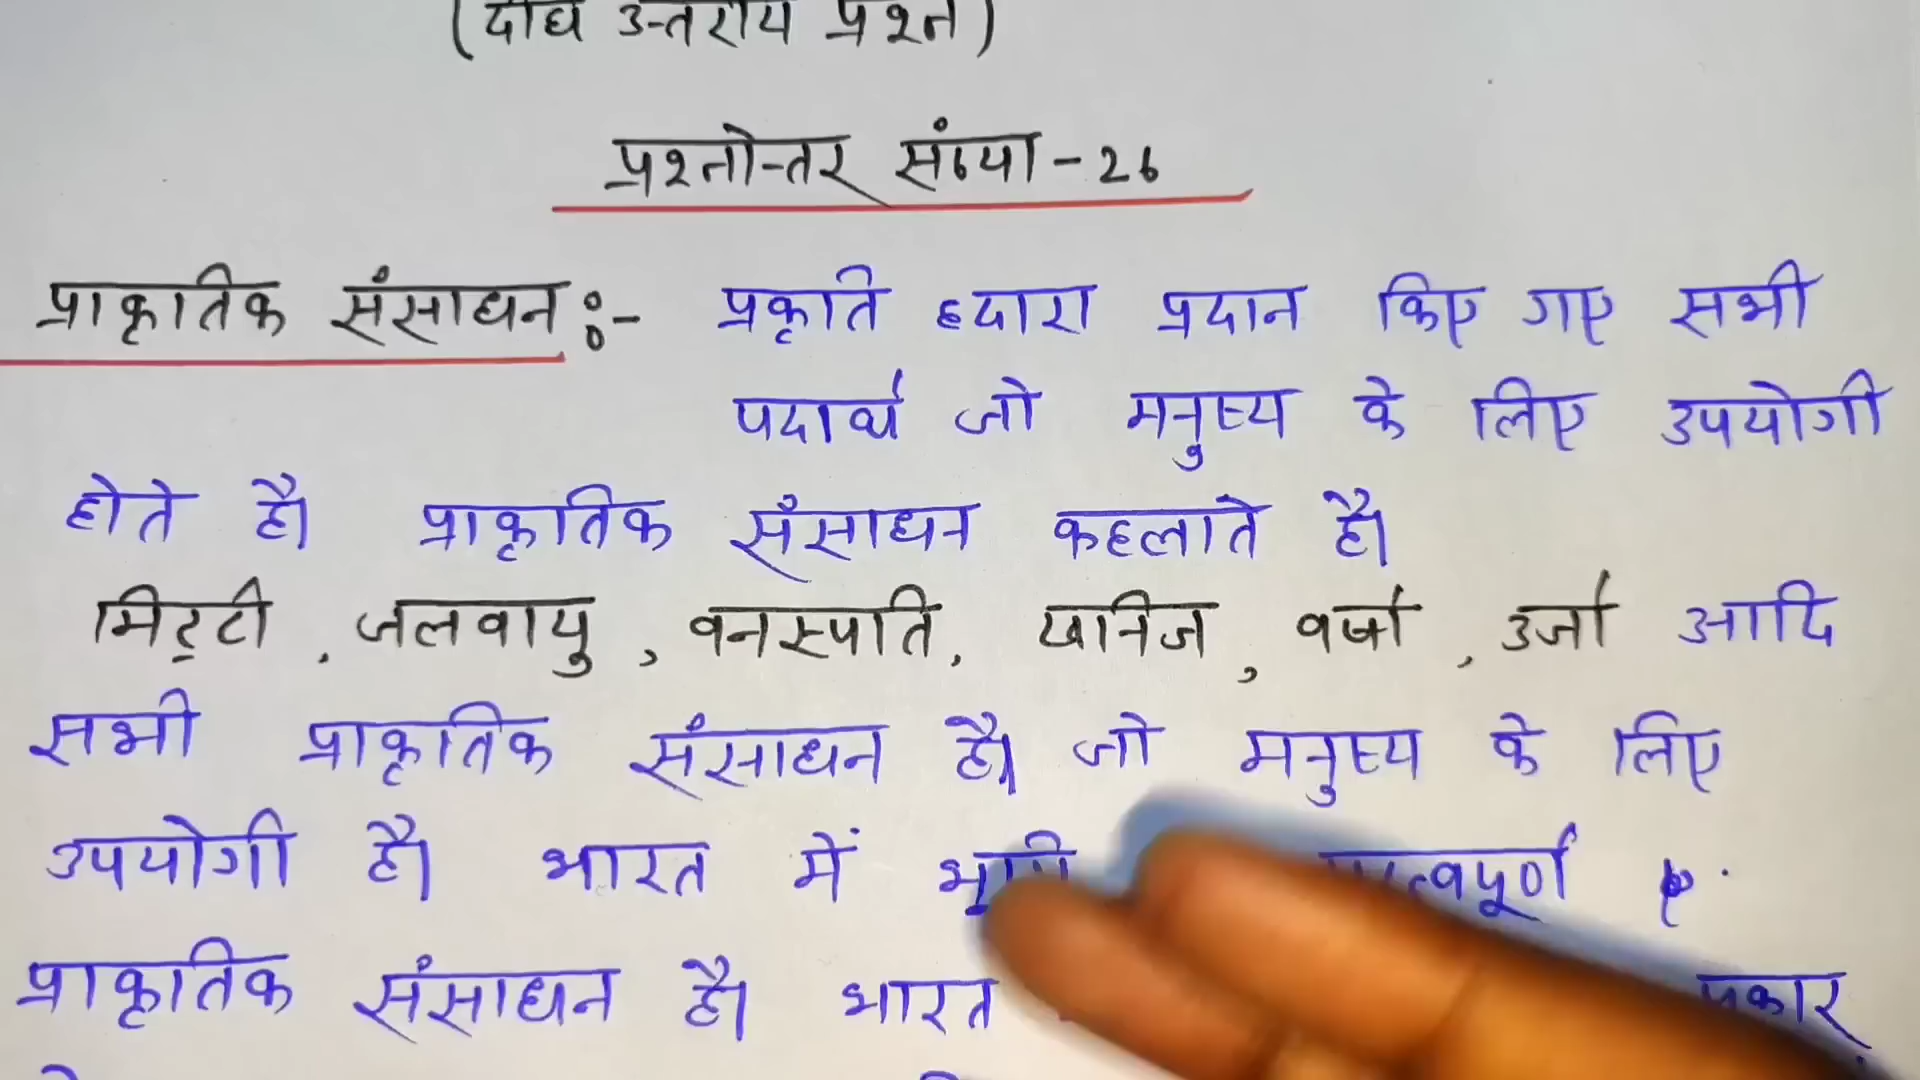 (दीर्घ उत्तरीय प्रश्न)
प्रश्नोत्तर संख्या - 26
प्राकृतिक संसाधन :- प्रकृति द्वारा प्रदान किए गए सभी
पदार्थ जो मनुष्य के लिए उपयोगी
होते है। प्राकृतिक संसाधन कहलाते है।
मिट्टी , जलवायु , वनस्पति, खनिज , वर्षा , उर्जा आदि
सभी प्राकृतिक संसाधन है। जो मनुष्य के लिए
उपयोगी है। भारत में
प्राकृतिक संसाधन है। भारत प्रकार